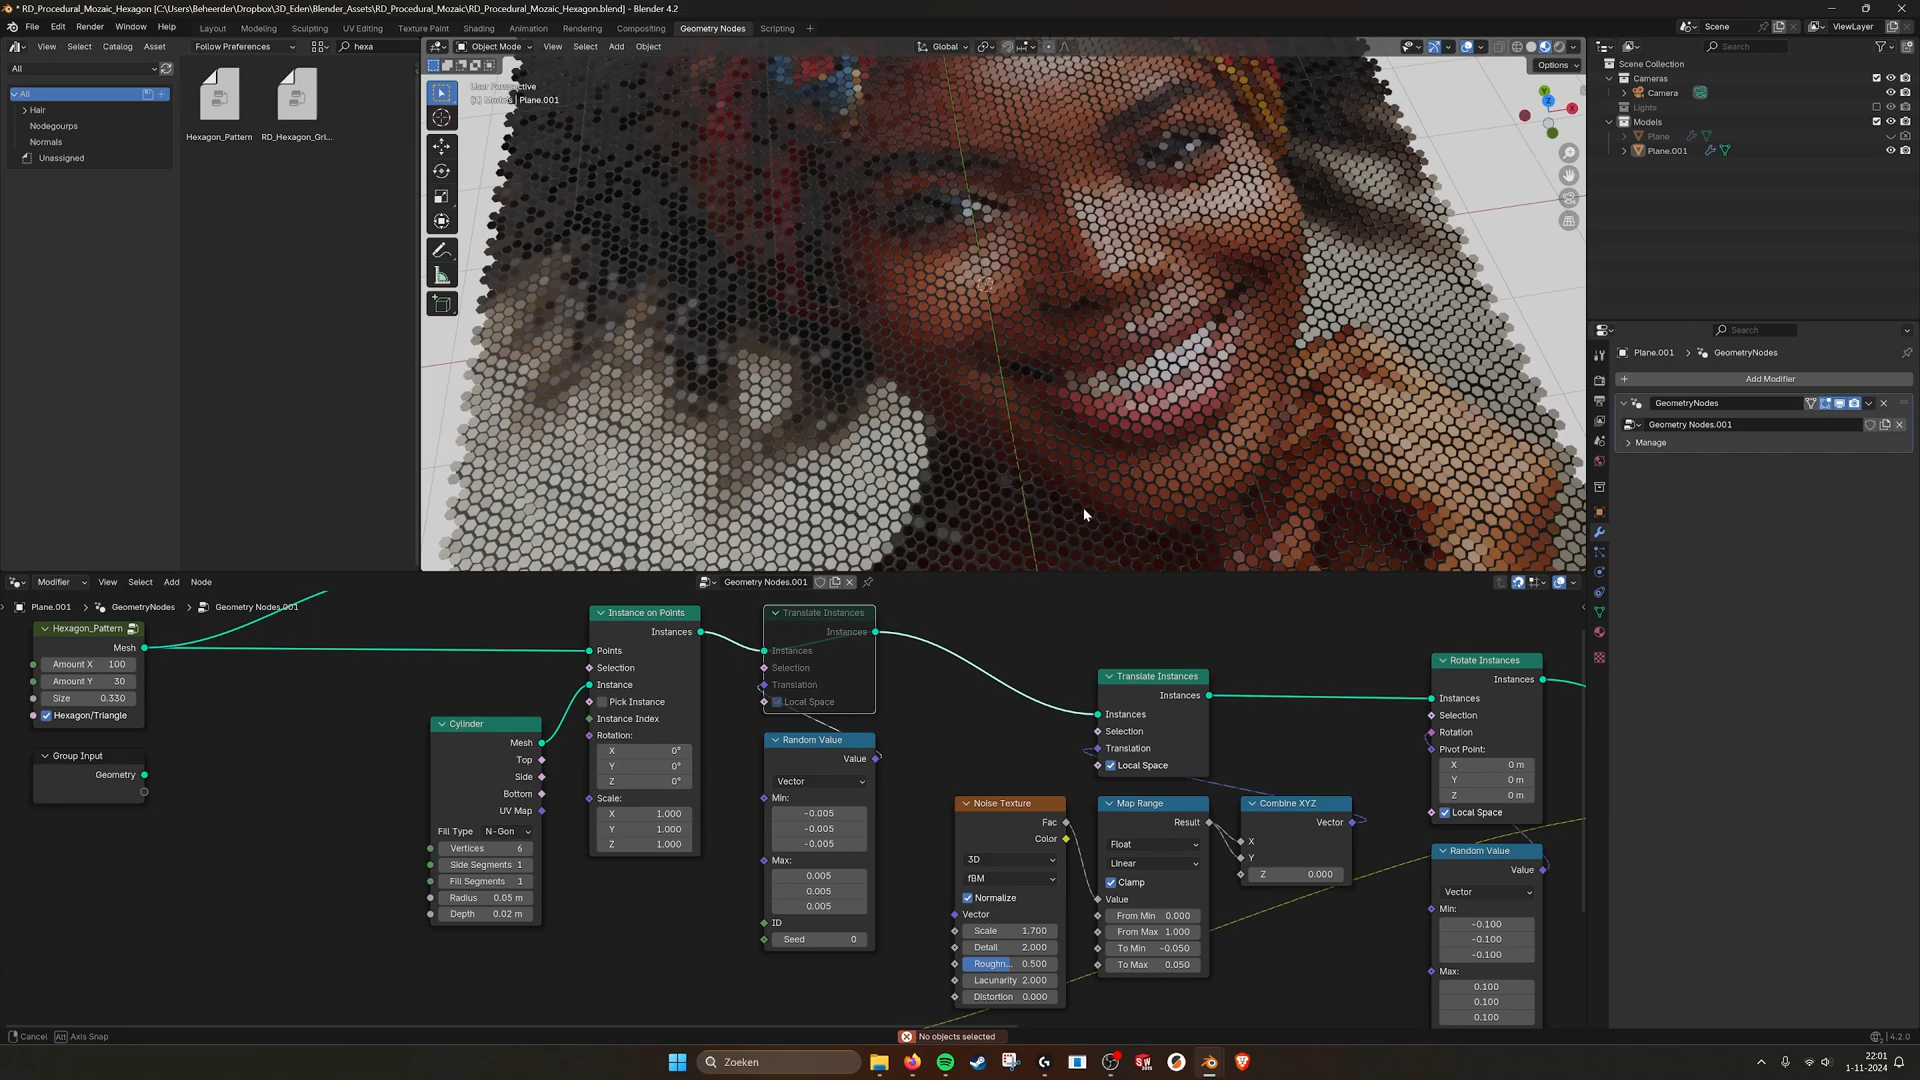 * RD_Procedural_Mozaic_Hexagon [C:\Users\Beheerder\Dropbox\3D_Eden\Blender_Assets\RD_Procedural_Mozaic\RD_Procedural_Mozaic_Hexagon.blend] - Blender 4.2
File Edit Render Window Help
Layout Modeling Sculpting UV Editing Texture Paint Shading Animation Rendering Compositing Geometry Nodes Scripting +
Scene
ViewLayer
View Select Catalog Asset
Follow Preferences
hexa
Object Mode View Select Add Object
Global
Search
All
Options
All
Hair
Nodegourps
Normals
Unassigned
Hexagon_Pattern
RD_Hexagon_Gri...
User Perspective
(1) Models | Plane.001
Scene Collection
Cameras
Camera
Lights
Models
Plane
Plane.001
Search
Plane.001 GeometryNodes
Add Modifier
GeometryNodes
Geometry Nodes.001
Manage
Modifier View Select Add Node
Geometry Nodes.001
Plane.001 GeometryNodes Geometry Nodes.001
Hexagon_Pattern
Mesh
Amount X 100
Amount Y 30
Size 0.330
Hexagon/Triangle
Group Input
Geometry
Cylinder
Mesh
Top
Side
Bottom
UV Map
Fill Type N-Gon
Vertices 6
Side Segments 1
Fill Segments 1
Radius 0.05 m
Depth 0.02 m
Instance on Points
Instances
Points
Selection
Instance
Pick Instance
Instance Index
Rotation:
X 0°
Y 0°
Z 0°
Scale:
X 1.000
Y 1.000
Z 1.000
Translate Instances
Instances
Instances
Selection
Translation
Local Space
Random Value
Value
Vector
Min:
-0.005
-0.005
-0.005
Max:
0.005
0.005
0.005
ID
Seed 0
Noise Texture
Fac
Color
3D
fBM
Normalize
Vector
Scale 1.700
Detail 2.000
Roughn... 0.500
Lacunarity 2.000
Distortion 0.000
Translate Instances
Instances
Instances
Selection
Translation
Local Space
Map Range
Result
Float
Linear
Clamp
Value
From Min 0.000
From Max 1.000
To Min -0.050
To Max 0.050
Combine XYZ
Vector
X
Y
Z 0.000
Rotate Instances
Instances
Instances
Selection
Rotation
Pivot Point:
X 0 m
Y 0 m
Z 0 m
Local Space
Random Value
Value
Vector
Min:
-0.100
-0.100
-0.100
Max:
0.100
0.100
0.100
Cancel Alt Axis Snap
No objects selected
4.2.0
Zoeken
22:01
1-11-2024